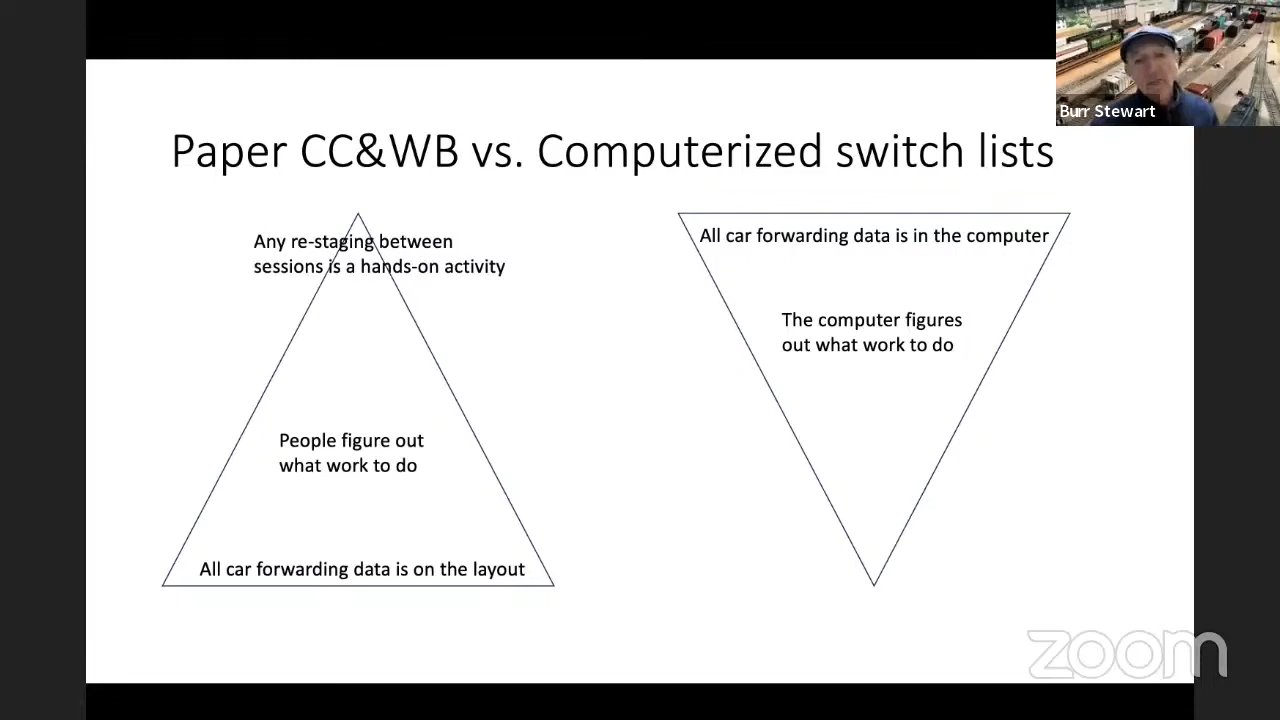 Burr Stewart
Paper CC&WB vs. Computerized switch lists
Any re-staging between
sessions is a hands-on activity
People figure out
what work to do
All car forwarding data is on the layout
All car forwarding data is in the computer
The computer figures
out what work to do
zoom